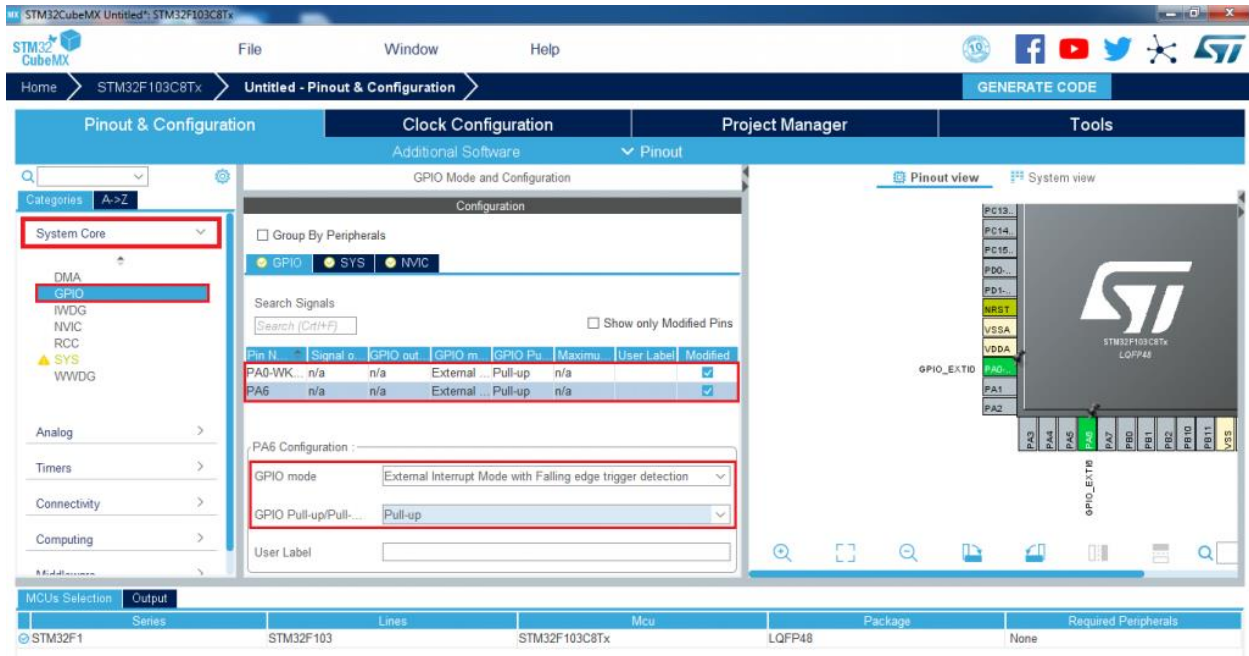 STM32CubeMX Untitled*: STM32F103C8Tx
STM32 CubeMX
File Window Help
10
Home STM32F103C8Tx Untitled - Pinout & Configuration GENERATE CODE
Pinout & Configuration Clock Configuration Project Manager Tools
Additional Software Pinout
Categories A->Z
System Core
DMA
GPIO
IWDG
NVIC
RCC
SYS
WWDG
Analog
Timers
Connectivity
Computing
Middleware
GPIO Mode and Configuration
Configuration
Group By Peripherals
GPIO SYS NVIC
Search Signals
Search (Crtl+F) Show only Modified Pins
Pin N... Signal o... GPIO out... GPIO m... GPIO Pu... Maximu... User Label Modified
PA0-WK... n/a n/a External ... Pull-up n/a
PA6 n/a n/a External ... Pull-up n/a
PA6 Configuration :
GPIO mode External Interrupt Mode with Falling edge trigger detection
GPIO Pull-up/Pull-... Pull-up
User Label
Pinout view System view
PC13..
PC14..
PC15..
PD0-..
PD1-..
NRST
VSSA
VDDA
GPIO_EXTI0 PA0-..
PA1
PA2
STM32F103C8Tx
LQFP48
PA3 PA4 PA5 PA6 PA7 PB0 PB1 PB2 PB10 PB11 VSS
GPIO_EXTI6
MCUs Selection Output
Series Lines Mcu Package Required Peripherals
STM32F1 STM32F103 STM32F103C8Tx LQFP48 None